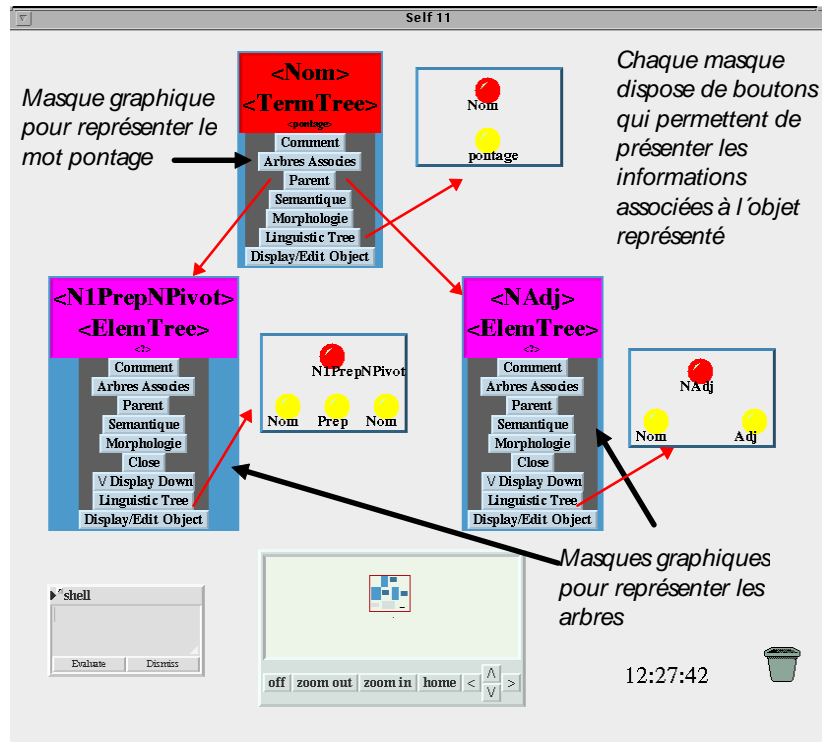 Self 11
Masque graphique
pour représenter le
mot pontage
<Nom>
<TermTree>
<pontage>
Comment
Arbres Associes
Parent
Semantique
Morphologie
Linguistic Tree
Display/Edit Object
Nom
pontage
Chaque masque
dispose de boutons
qui permettent de
présenter les
informations
associées à l´objet
représenté
<N1PrepNPivot>
<ElemTree>
<?>
Comment
Arbres Associes
Parent
Semantique
Morphologie
Close
V Display Down
Linguistic Tree
Display/Edit Object
N1PrepNPivot
Nom Prep Nom
<NAdj>
<ElemTree>
<?>
Comment
Arbres Associes
Parent
Semantique
Morphologie
Close
V Display Down
Linguistic Tree
Display/Edit Object
NAdj
Nom Adj
Masques graphiques
pour représenter les
arbres
shell
Evaluate Dismiss
off zoom out zoom in home < Λ V >
12:27:42